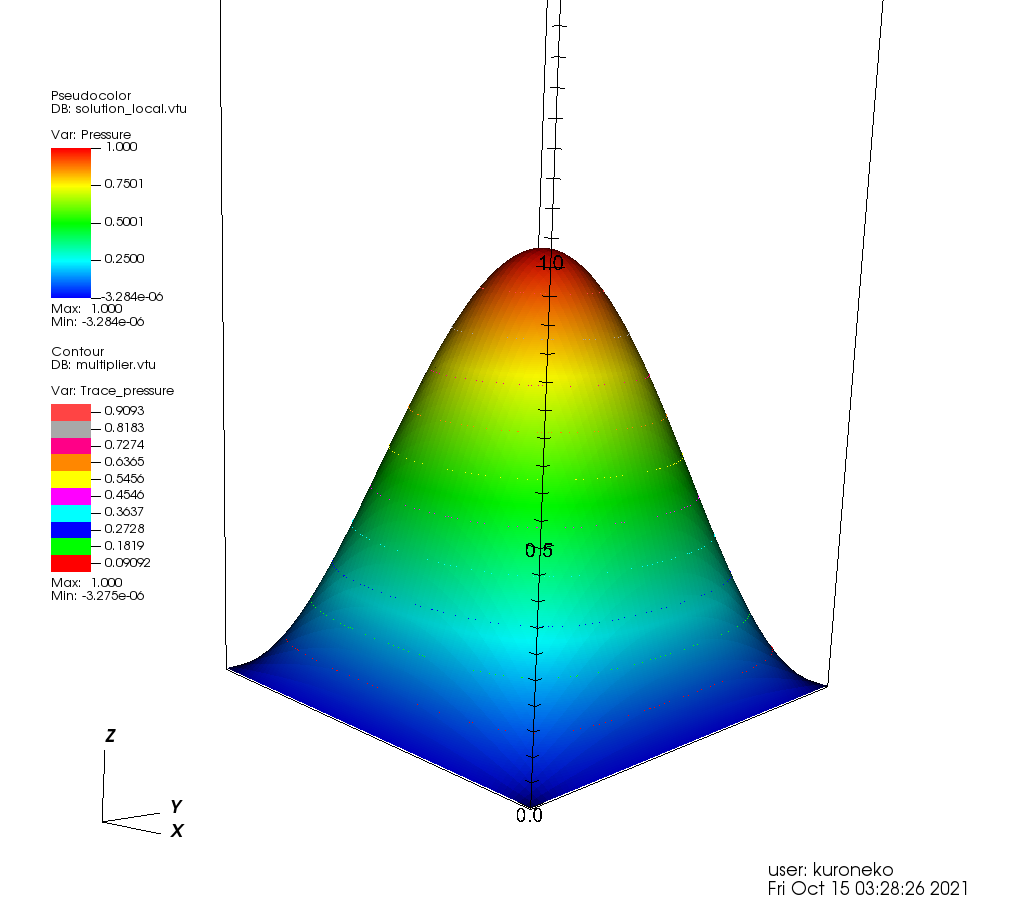 Pseudocolor
DB: solution_local.vtu
Var: Pressure
1.000
0.7501
0.5001
0.2500
-3.284e-06
Max: 1.000
Min: -3.284e-06
Contour
DB: multiplier.vtu
Var: Trace_pressure
0.9093
0.8183
0.7274
0.6365
0.5456
0.4546
0.3637
0.2728
0.1819
0.09092
Max: 1.000
Min: -3.275e-06
1.0
0.5
0.0
Z
Y
X
user: kuroneko
Fri Oct 15 03:28:26 2021